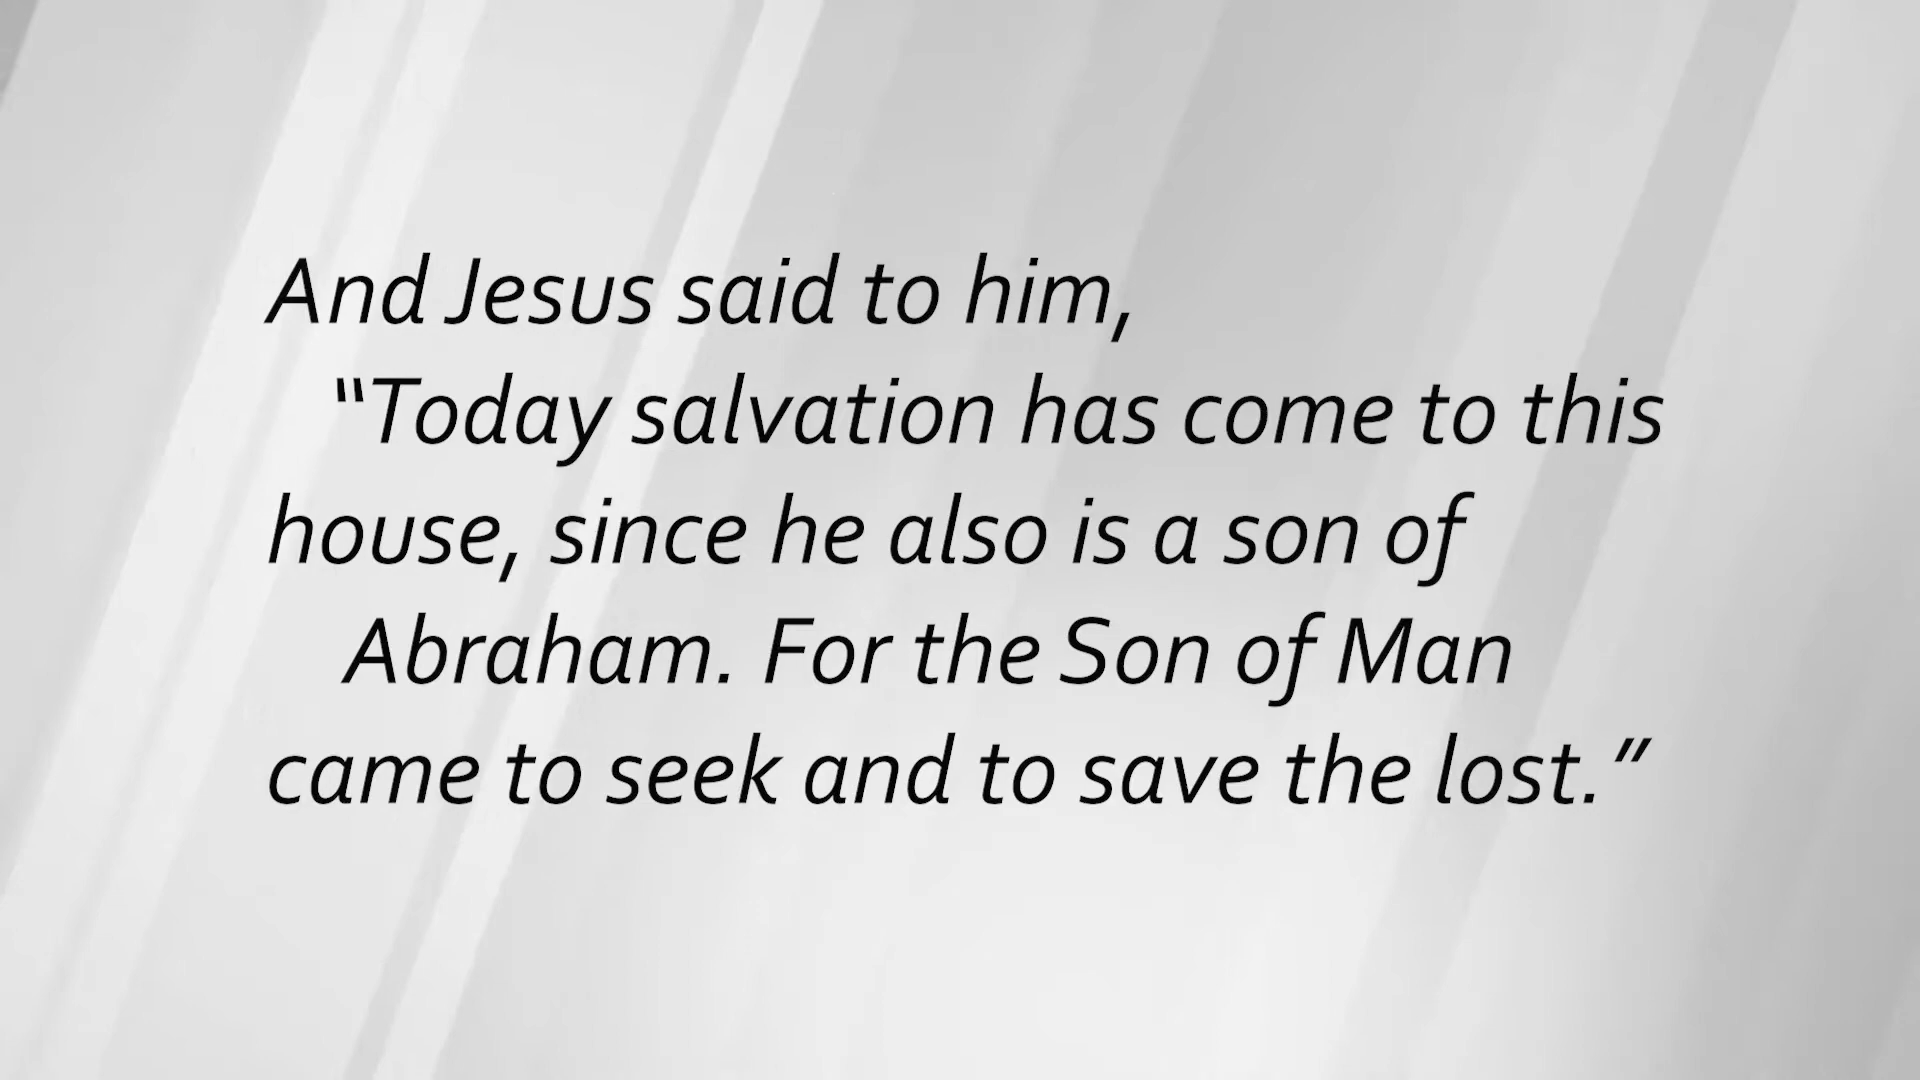 And Jesus said to him,
“Today salvation has come to this
house, since he also is a son of
Abraham. For the Son of Man
came to seek and to save the lost.”